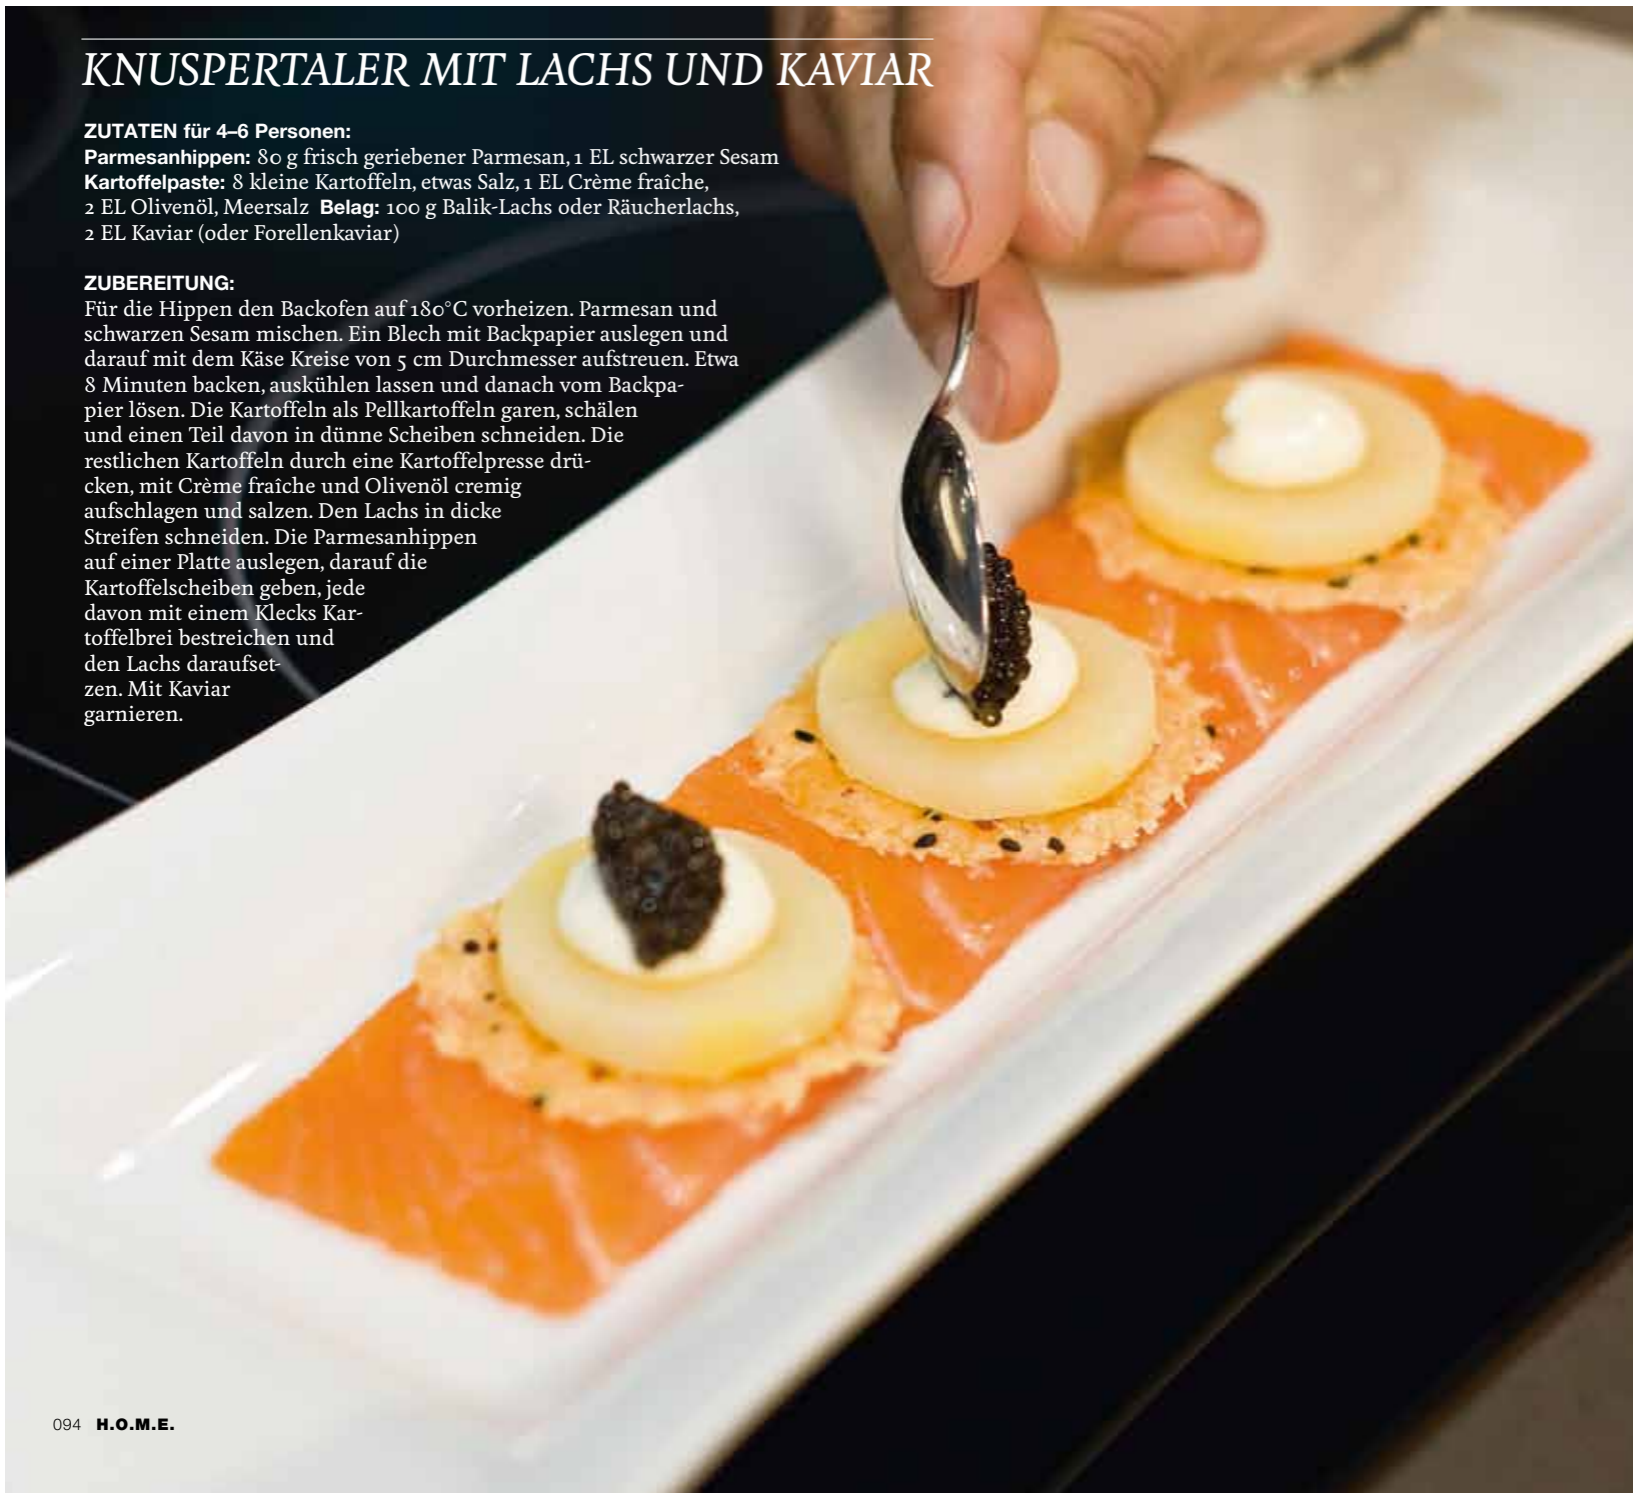 KNUSPERTALER MIT LACHS UND KAVIAR
ZUTATEN für 4–6 Personen:
Parmesanhippen: 80 g frisch geriebener Parmesan, 1 EL schwarzer Sesam
Kartoffelpaste: 8 kleine Kartoffeln, etwas Salz, 1 EL Crème fraîche,
2 EL Olivenöl, Meersalz Belag: 100 g Balik-Lachs oder Räucherlachs,
2 EL Kaviar (oder Forellenkaviar)
ZUBEREITUNG:
Für die Hippen den Backofen auf 180°C vorheizen. Parmesan und
schwarzen Sesam mischen. Ein Blech mit Backpapier auslegen und
darauf mit dem Käse Kreise von 5 cm Durchmesser aufstreuen. Etwa
8 Minuten backen, auskühlen lassen und danach vom Backpa-
pier lösen. Die Kartoffeln als Pellkartoffeln garen, schälen
und einen Teil davon in dünne Scheiben schneiden. Die
restlichen Kartoffeln durch eine Kartoffelpresse drü-
cken, mit Crème fraîche und Olivenöl cremig
aufschlagen und salzen. Den Lachs in dicke
Streifen schneiden. Die Parmesanhippen
auf einer Platte auslegen, darauf die
Kartoffelscheiben geben, jede
davon mit einem Klecks Kar-
toffelbrei bestreichen und
den Lachs daraufset-
zen. Mit Kaviar
garnieren.
094 H.O.M.E.